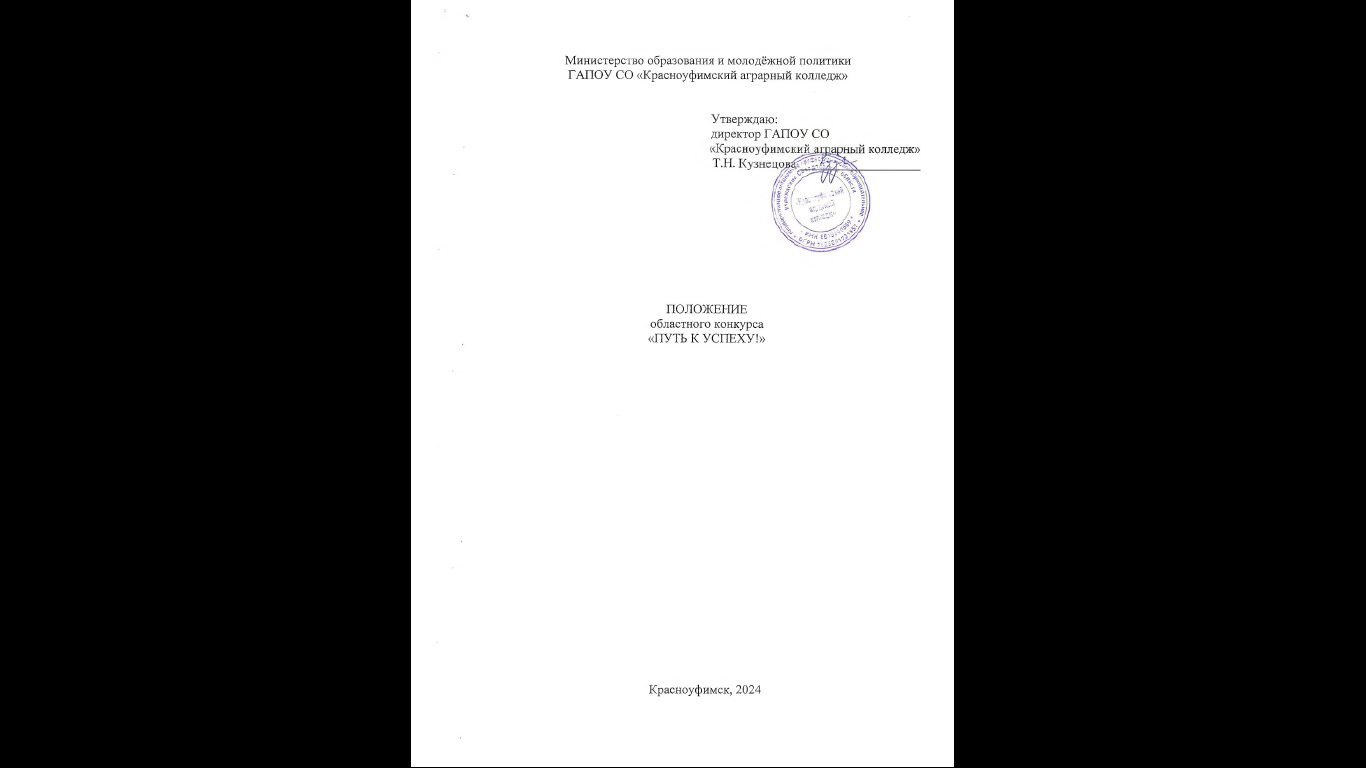 Министерство образования и молодёжной политики
ГАПОУ СО «Красноуфимский аграрный колледж»
Утверждаю:
директор ГАПОУ СО
«Красноуфимский аграрный колледж»
Т.Н. Кузнецова
ПОЛОЖЕНИЕ
областного конкурса
«ПУТЬ К УСПЕХУ!»
Красноуфимск, 2024